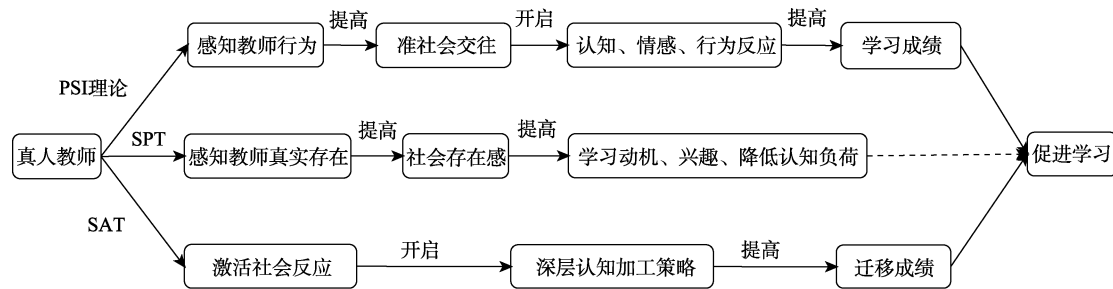 提高
开启
提高
感知教师行为
准社会交往
认知、情感、行为反应
学习成绩
PSI理论
SPT
提高
提高
真人教师
感知教师真实存在
社会存在感
学习动机、兴趣、降低认知负荷
促进学习
SAT
开启
提高
激活社会反应
深层认知加工策略
迁移成绩